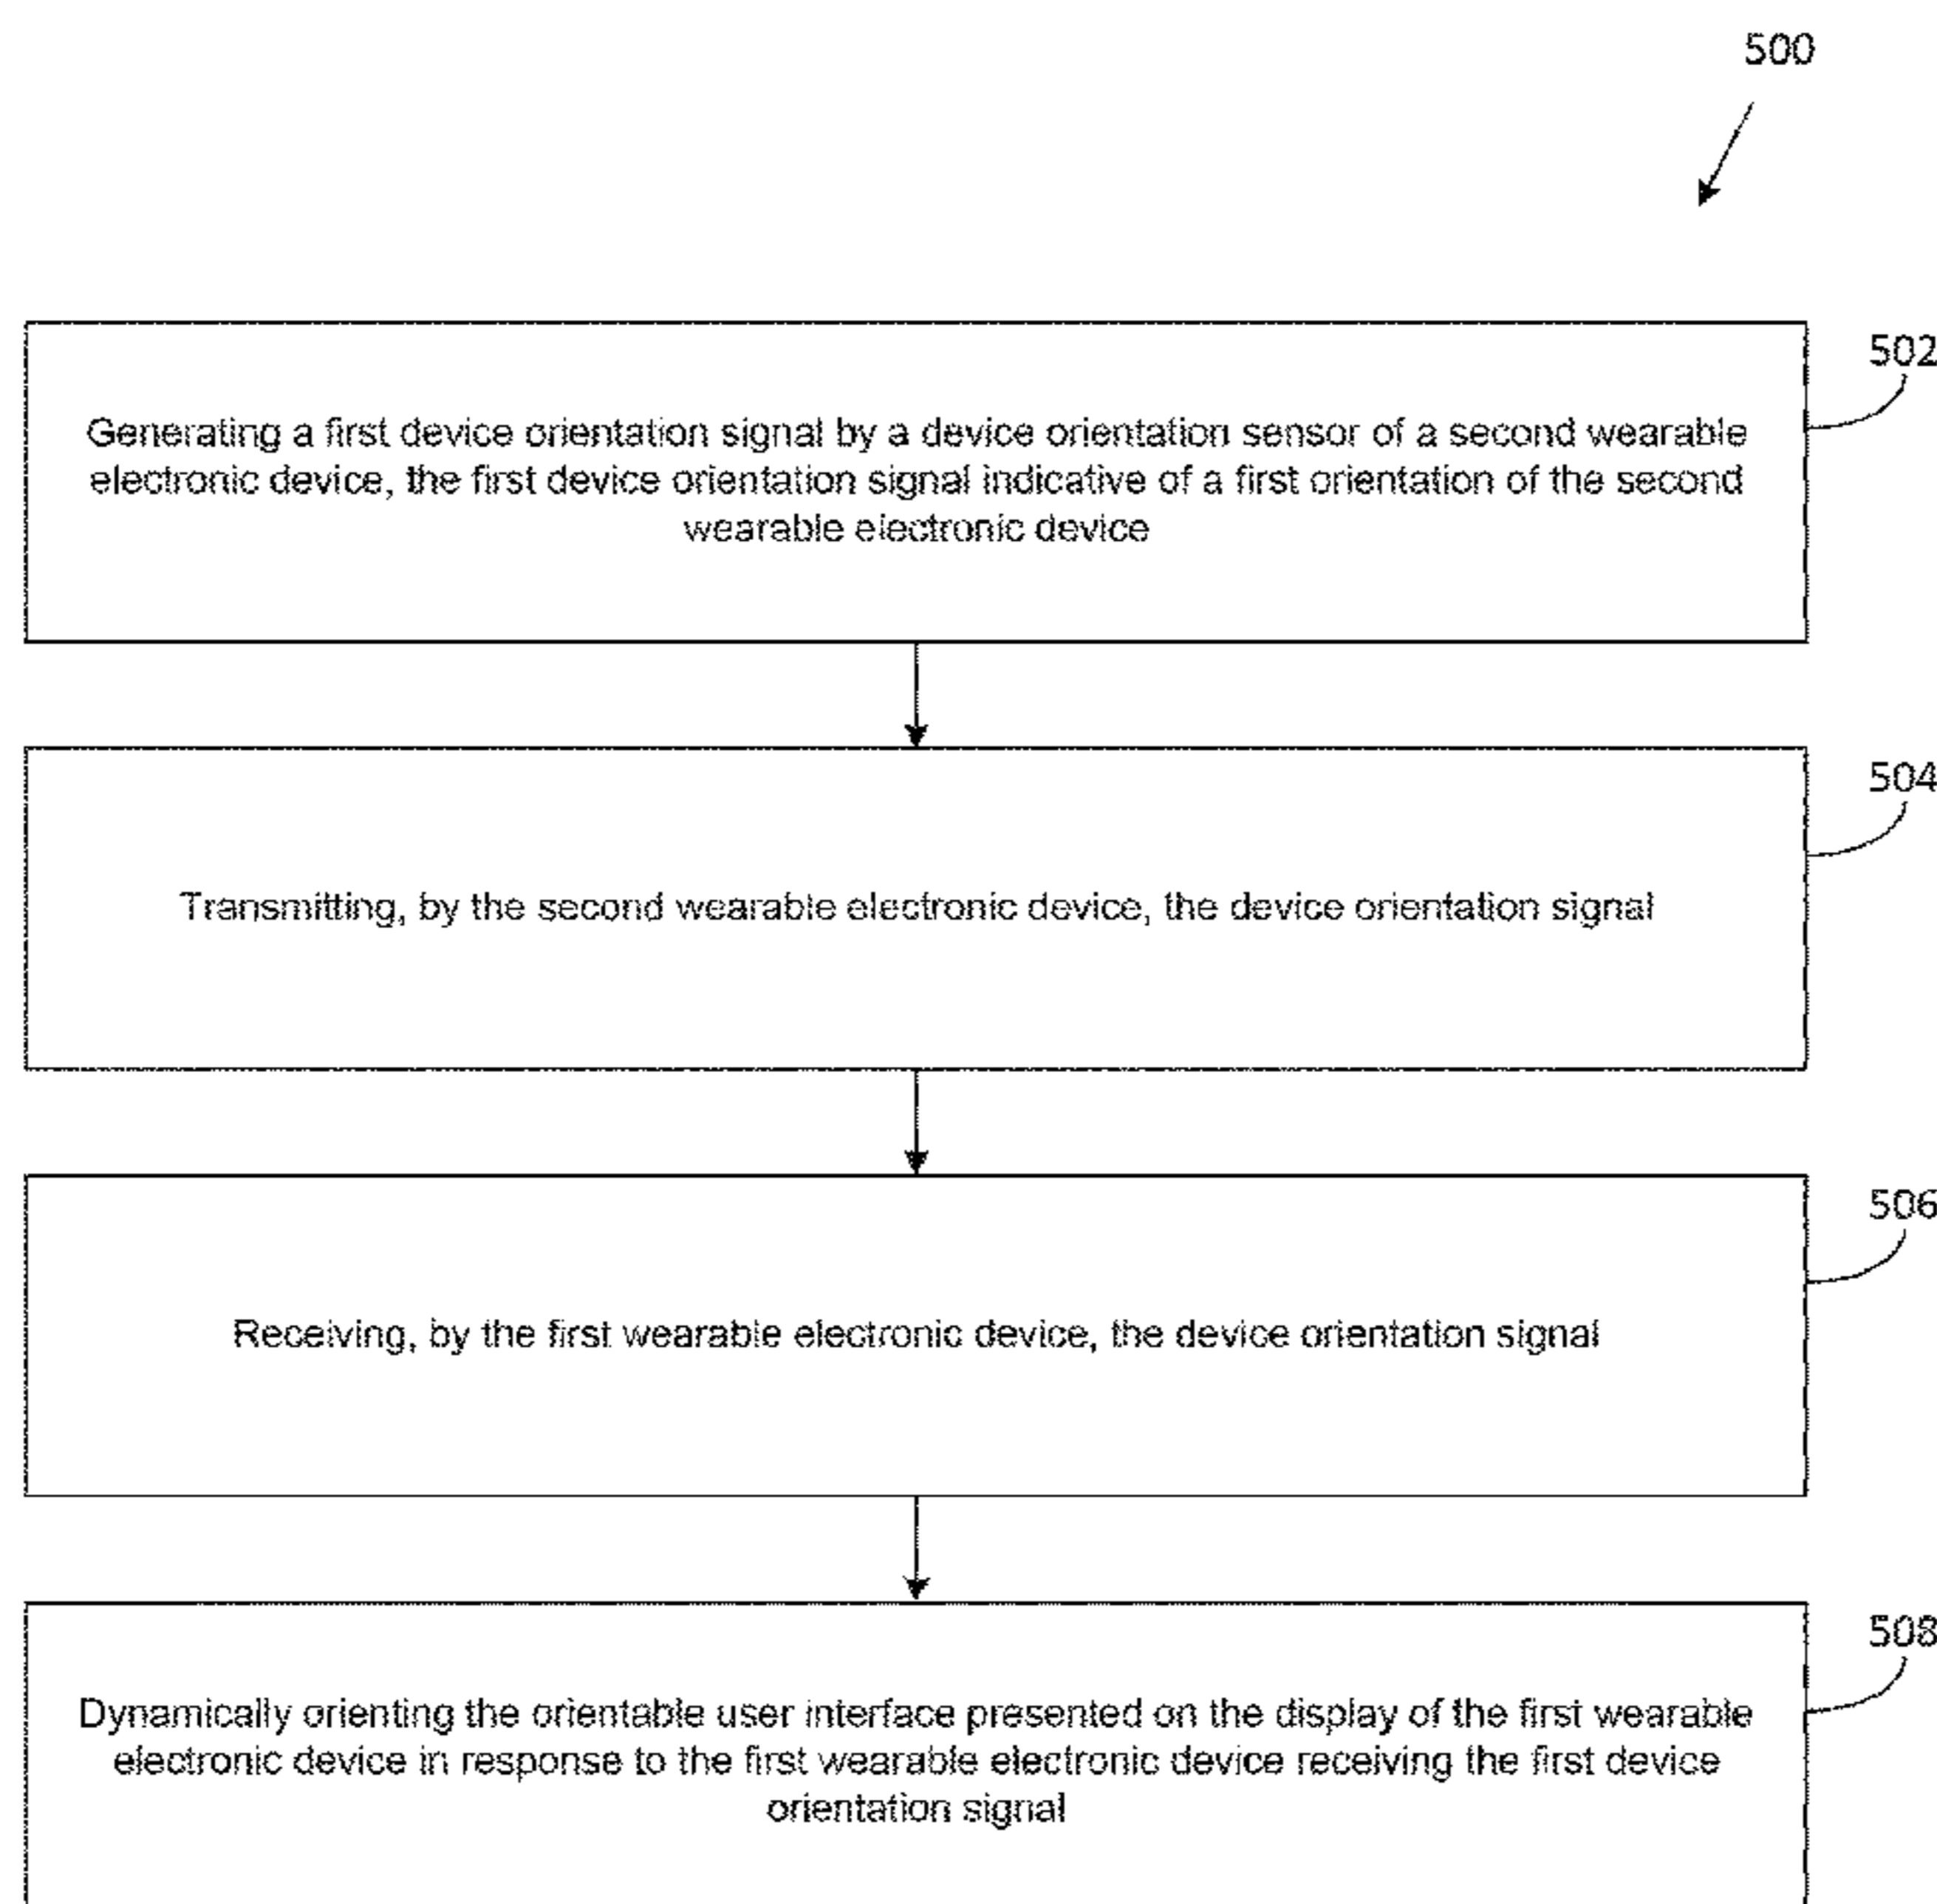 500
502
Generating a first device orientation signal by a device orientation sensor of a second wearable
electronic device, the first device orientation signal indicative of a first orientation of the second
wearable electronic device
504
Transmitting, by the second wearable electronic device, the device orientation signal
506
Receiving, by the first wearable electronic device, the device orientation signal
508
Dynamically orienting the orientable user interface presented on the display of the first wearable
electronic device in response to the first wearable electronic device receiving the first device
orientation signal